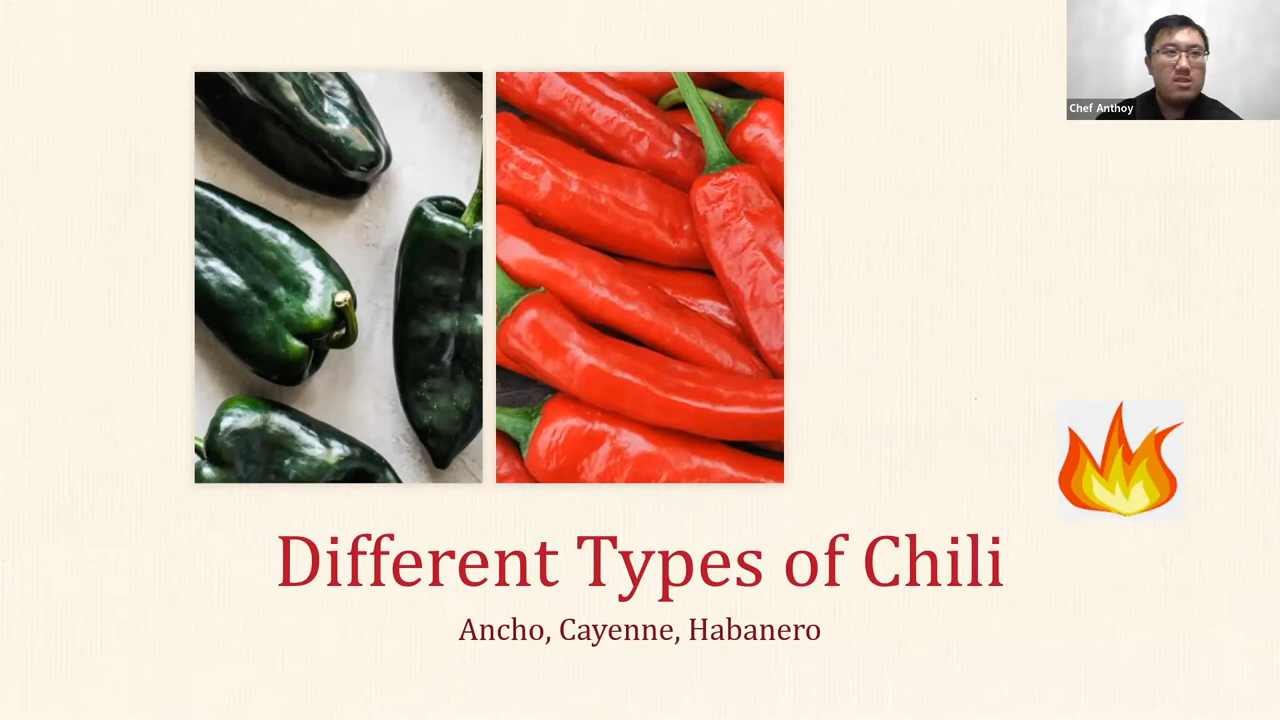 Chef Anthoy
Different Types of Chili
Ancho, Cayenne, Habanero